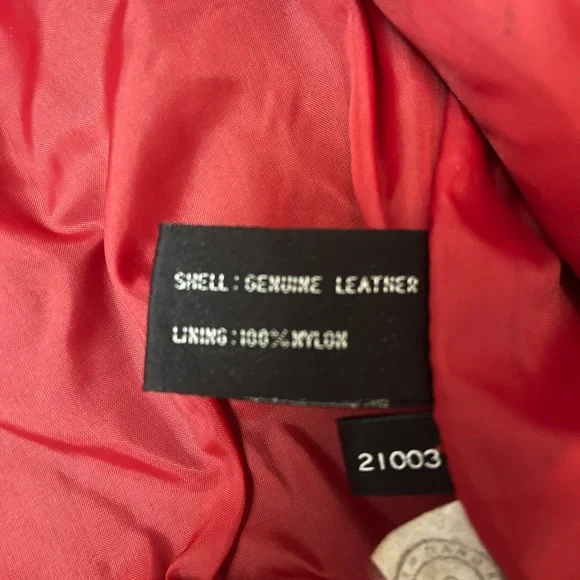 SHELL:GENUINE LEATHER
LINING:100%NYLON
21003